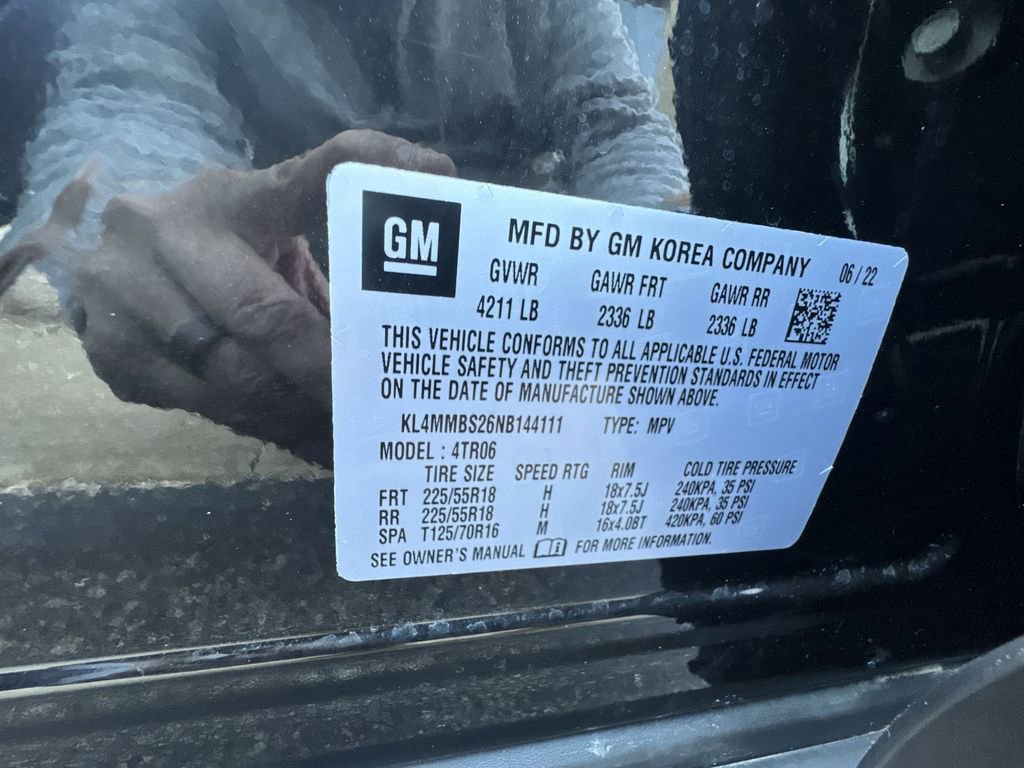 GM
MFD BY GM KOREA COMPANY 06/22
GVWR GAWR FRT GAWR RR
4211 LB 2336 LB 2336 LB
THIS VEHICLE CONFORMS TO ALL APPLICABLE U.S. FEDERAL MOTOR
VEHICLE SAFETY AND THEFT PREVENTION STANDARDS IN EFFECT
ON THE DATE OF MANUFACTURE SHOWN ABOVE.
KL4MMBS26NB144111 TYPE: MPV
MODEL : 4TR06
TIRE SIZE SPEED RTG RIM COLD TIRE PRESSURE
FRT 225/55R18 H 18x7.5J 240KPA, 35 PSI
RR 225/55R18 H 18x7.5J 240KPA, 35 PSI
SPA T125/70R16 M 16x4.0BT 420KPA, 60 PSI
SEE OWNER'S MANUAL FOR MORE INFORMATION.